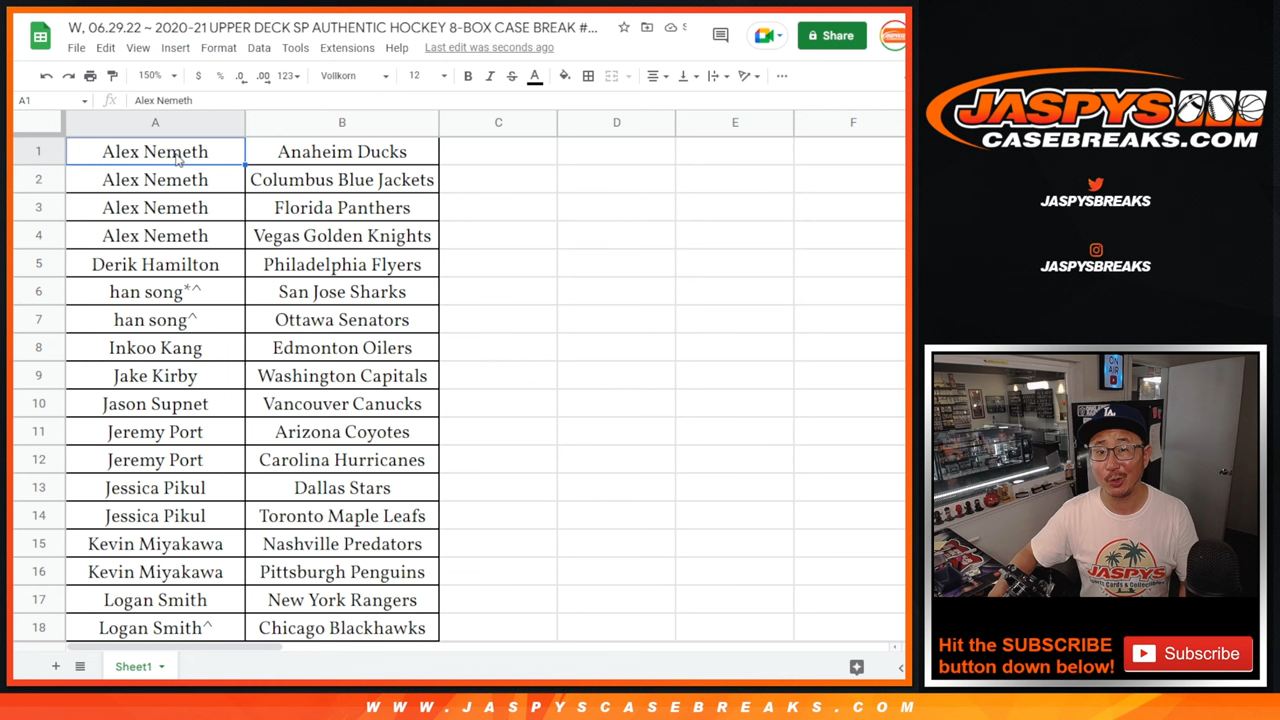 W, 06.29.22 ~ 2020-21 UPPER DECK SP AUTHENTIC HOCKEY 8-BOX CASE BREAK #...
File Edit View Insert Format Data Tools Extensions Help Last edit was seconds ago
Share
150% $ % .0 .00 123 Vollkorn 12 B I S A
A1 fx Alex Nemeth
A B C D E F
1 Alex Nemeth Anaheim Ducks
2 Alex Nemeth Columbus Blue Jackets
3 Alex Nemeth Florida Panthers
4 Alex Nemeth Vegas Golden Knights
5 Derik Hamilton Philadelphia Flyers
6 han song*^ San Jose Sharks
7 han song^ Ottawa Senators
8 Inkoo Kang Edmonton Oilers
9 Jake Kirby Washington Capitals
10 Jason Supnet Vancouver Canucks
11 Jeremy Port Arizona Coyotes
12 Jeremy Port Carolina Hurricanes
13 Jessica Pikul Dallas Stars
14 Jessica Pikul Toronto Maple Leafs
15 Kevin Miyakawa Nashville Predators
16 Kevin Miyakawa Pittsburgh Penguins
17 Logan Smith New York Rangers
18 Logan Smith^ Chicago Blackhawks
Sheet1
JASPYS
CASEBREAKS.COM
JASPYSBREAKS
JASPYSBREAKS
ON AIR
JASPYS
Sports Cards & Collectibles
Hit the SUBSCRIBE
button down below!
Subscribe
WWW.JASPYSCASEBREAKS.COM